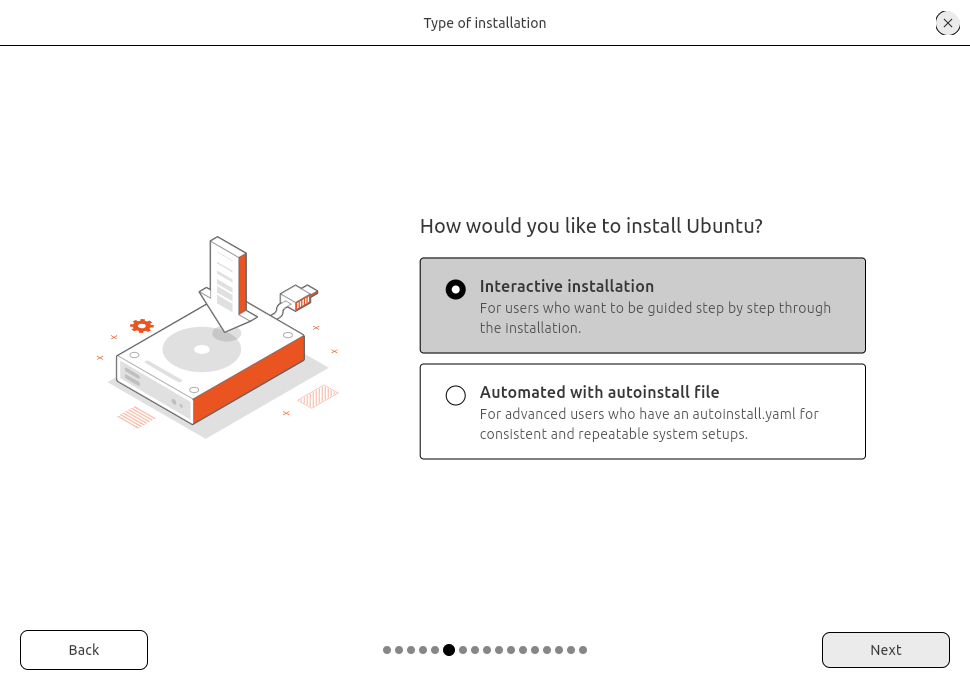 Type of installation
How would you like to install Ubuntu?
Interactive installation
For users who want to be guided step by step through
the installation.
Automated with autoinstall file
For advanced users who have an autoinstall.yaml for
consistent and repeatable system setups.
Back
Next